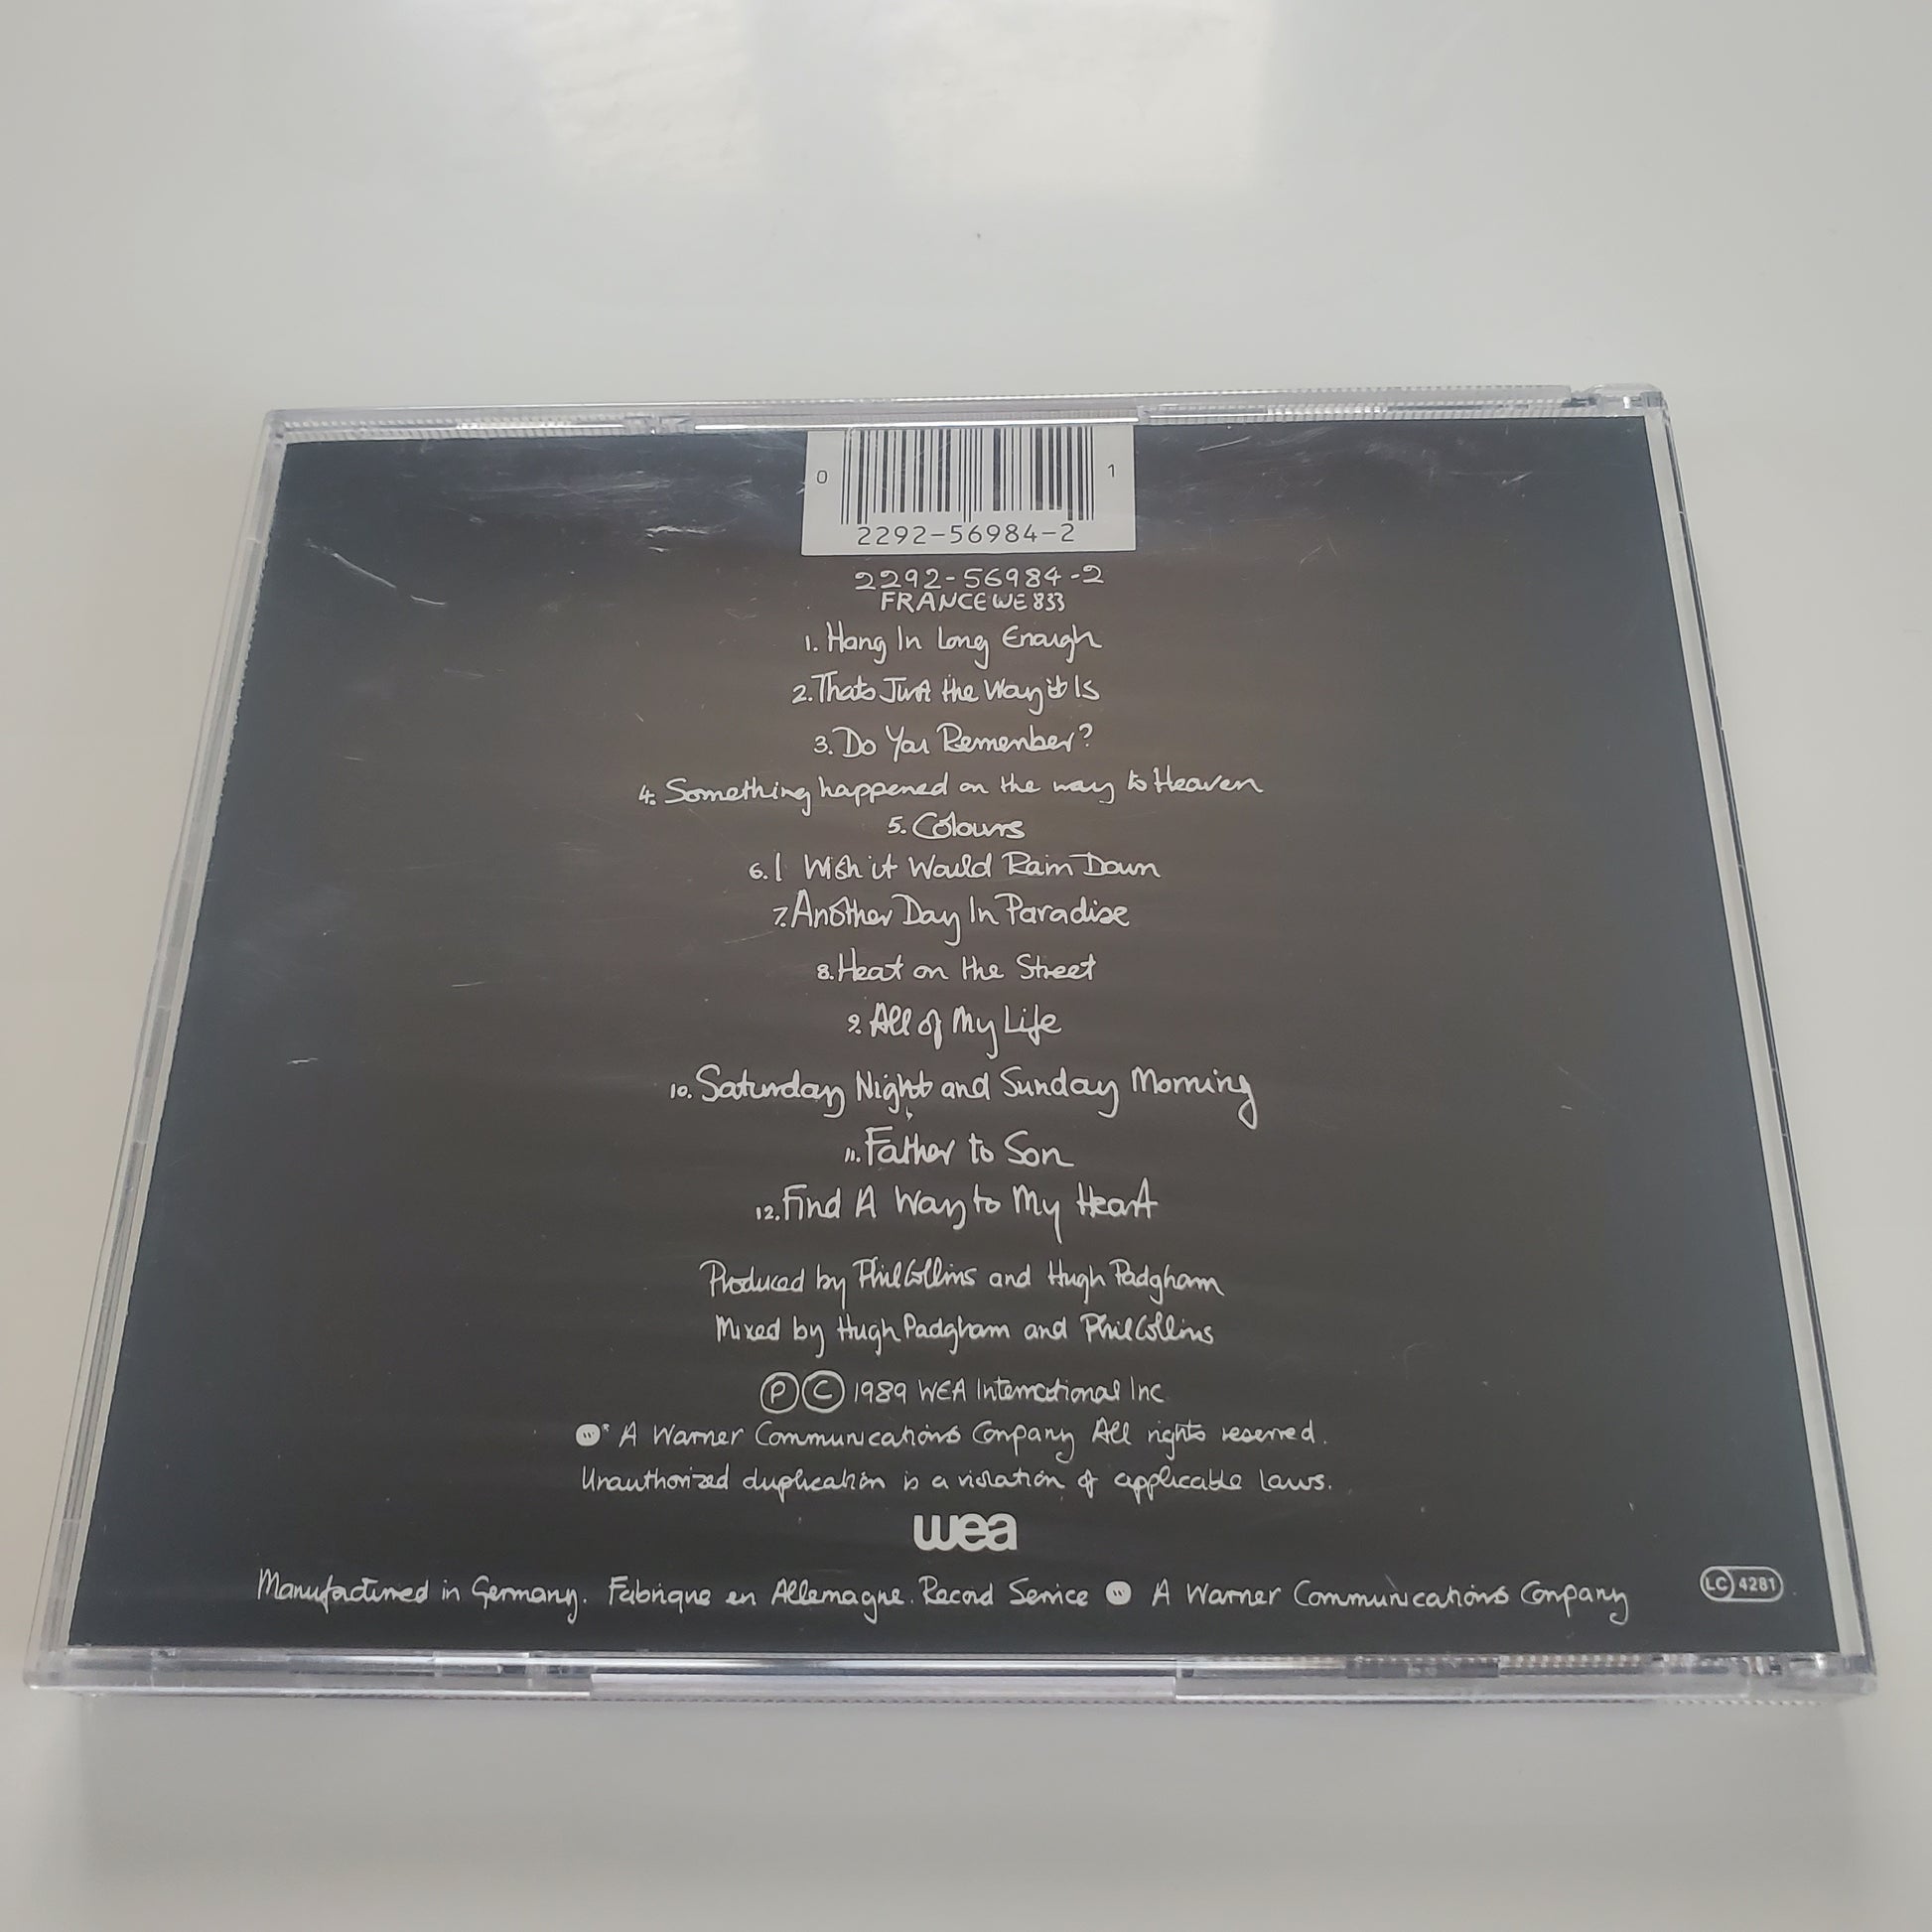 0 1
2292-56984-2
2292-56984-2
FRANCE WE 833
1. Hang In Long Enough
2. Thats Just the Way it Is
3. Do You Remember?
4. Something happened on the way to Heaven
5. Colours
6. I Wish it Would Rain Down
7. Another Day In Paradise
8. Heat on the Street
9. All of My Life
10. Saturday Night and Sunday Morning
11. Father to Son
12. Find A Way to My Heart
Produced by Phil Collins and Hugh Padgham
Mixed by Hugh Padgham and Phil Collins
Ⓟ Ⓒ 1989 WEA International Inc
w* A Warner Communications Company All rights reserved.
Unauthorized duplication is a violation of applicable laws.
wea
Manufactured in Germany. Fabrique en Allemagne. Record Service w A Warner Communications Company
LC 4281